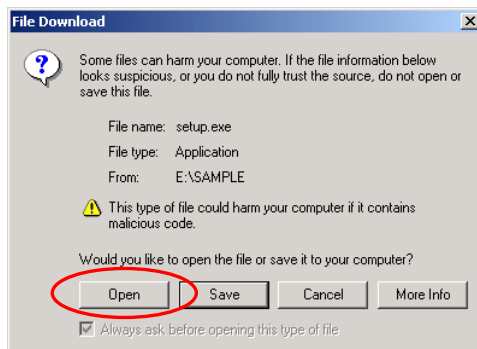 File Download
Some files can harm your computer. If the file information below
looks suspicious, or you do not fully trust the source, do not open or
save this file.
File name: setup.exe
File type: Application
From: E:\SAMPLE
This type of file could harm your computer if it contains
malicious code.
Would you like to open the file or save it to your computer?
Open Save Cancel More Info
Always ask before opening this type of file